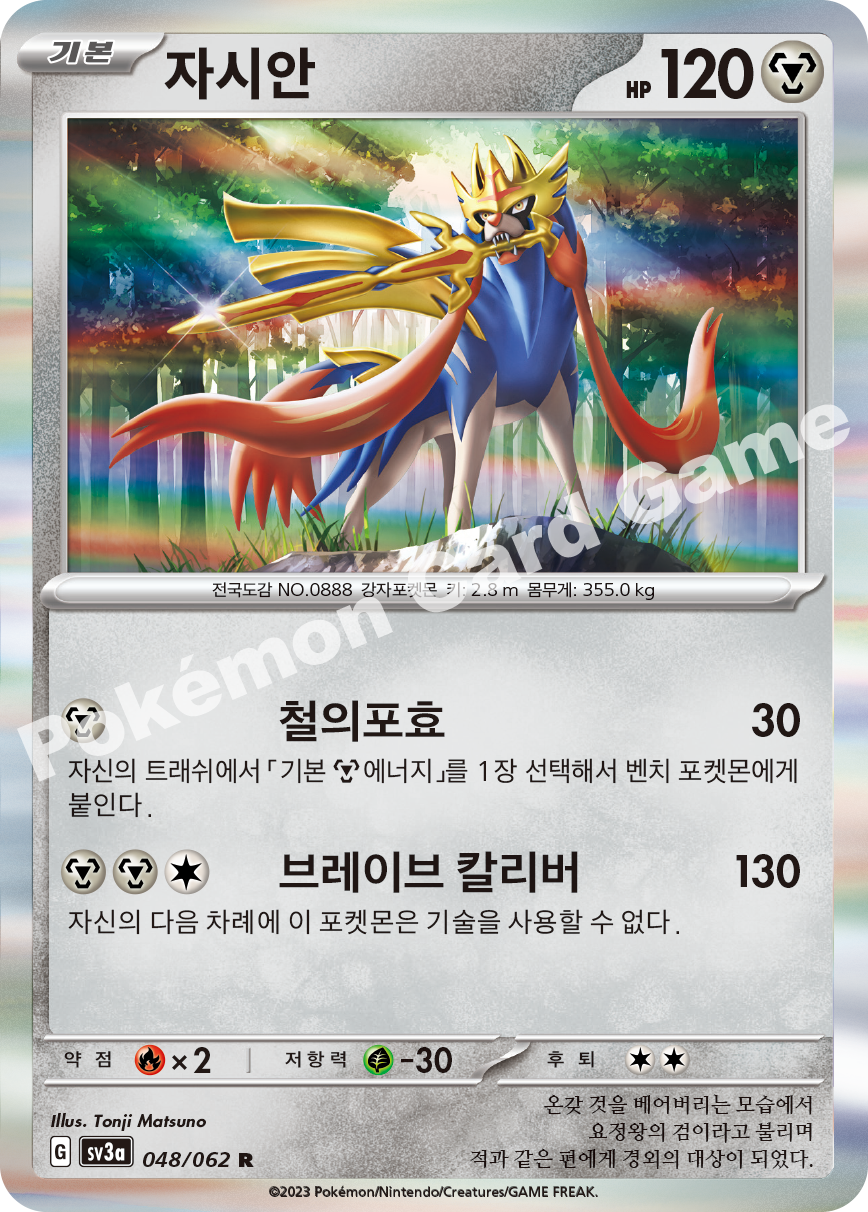 기본 자시안 HP 120
전국도감 NO.0888 강자포켓몬 키: 2.8 m 몸무게: 355.0 kg
철의포효 30
자신의 트래쉬에서 「기본 에너지」를 1장 선택해서 벤치 포켓몬에게
붙인다.
브레이브 칼리버 130
자신의 다음 차례에 이 포켓몬은 기술을 사용할 수 없다.
약점 ×2 저항력 -30 후퇴
Illus. Tonji Matsuno
G sv3a 048/062 R
온갖 것을 베어버리는 모습에서
요정왕의 검이라고 불리며
적과 같은 편에게 경외의 대상이 되었다.
©2023 Pokémon/Nintendo/Creatures/GAME FREAK.
Pokémon Card Game